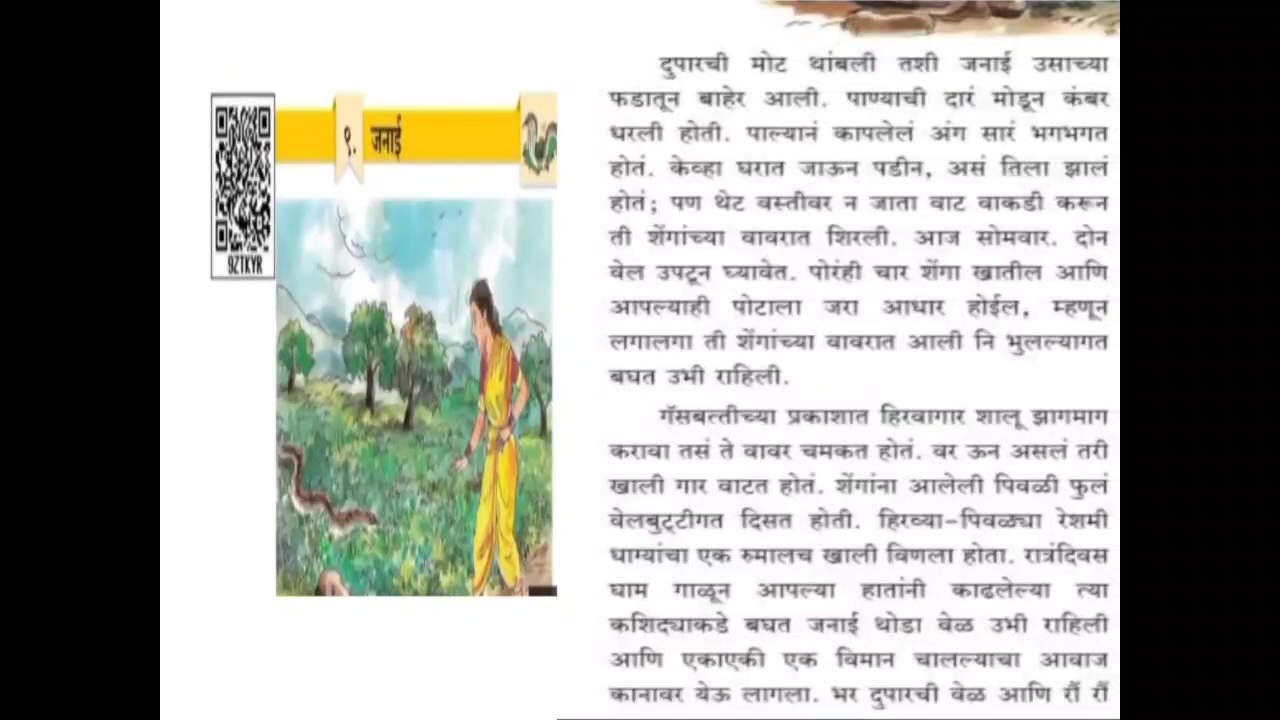 ९. जनाई
9ZTKYR
दुपारची मोट थांबली तशी जनाई उसाच्या
फडातून बाहेर आली. पाण्याची दारं मोडून कंबर
धरली होती. पाल्यानं कापलेलं अंग सारं भगभगत
होतं. केव्हा घरात जाऊन पडीन, असं तिला झालं
होतं; पण थेट वस्तीवर न जाता वाट वाकडी करून
ती शेंगांच्या वावरात शिरली. आज सोमवार. दोन
वेल उपटून घ्यावेत. पोरंही चार शेंगा खातील आणि
आपल्याही पोटाला जरा आधार होईल, म्हणून
लगालगा ती शेंगांच्या वावरात आली नि भुलल्यागत
बघत उभी राहिली.
गॅसबत्तीच्या प्रकाशात हिरवागार शालू झागमाग
करावा तसं ते वावर चमकत होतं. वर ऊन असलं तरी
खाली गार वाटत होतं. शेंगांना आलेली पिवळी फुलं
वेलबुट्टीगत दिसत होती. हिरव्या-पिवळ्या रेशमी
धाग्यांचा एक रुमालच खाली विणला होता. रात्रंदिवस
घाम गाळून आपल्या हातांनी काढलेल्या त्या
कशिद्याकडे बघत जनाई थोडा वेळ उभी राहिली
आणि एकाएकी एक विमान चालल्याचा आवाज
कानावर येऊ लागला. भर दुपारची वेळ आणि रौं रौं